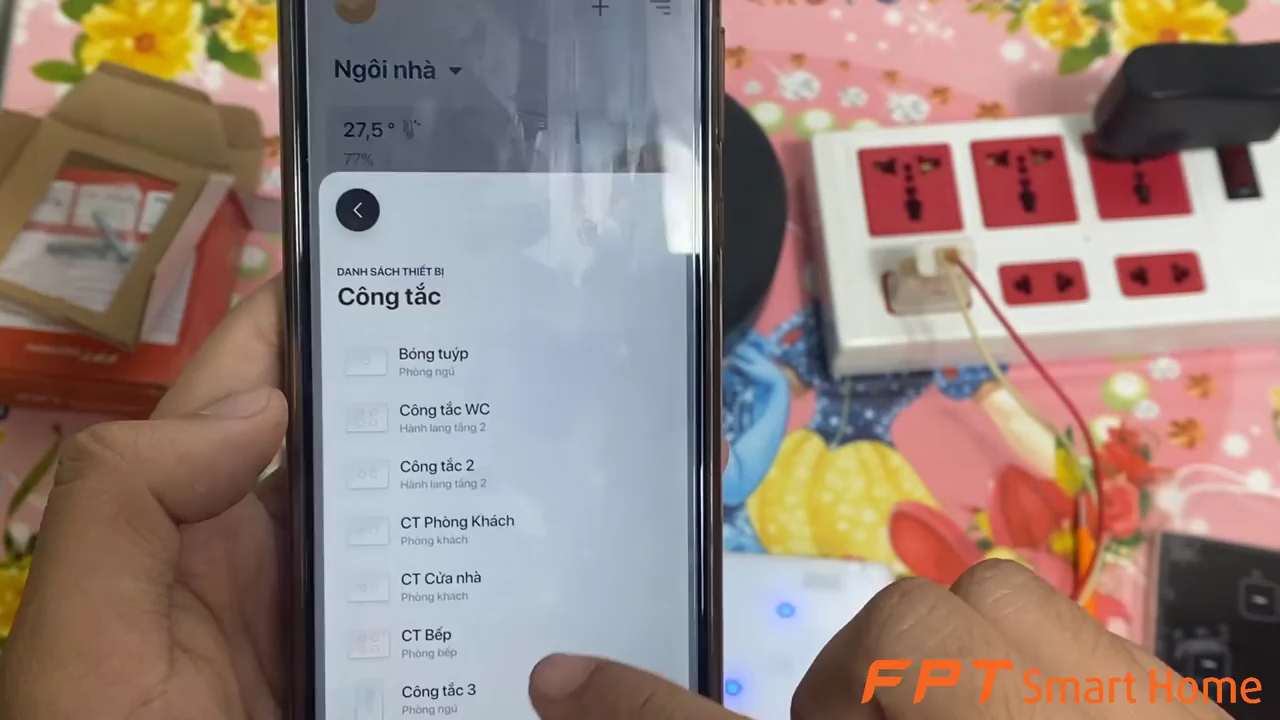 Ngôi nhà
27,5 °
77%
DANH SÁCH THIẾT BỊ
Công tắc
Bóng tuýp
Phòng ngủ
Công tắc WC
Hành lang tầng 2
Công tắc 2
Hành lang tầng 2
CT Phòng Khách
Phòng khách
CT Cửa nhà
Phòng khách
CT Bếp
Phòng bếp
Công tắc 3
Phòng ngủ
FPT Smart Home